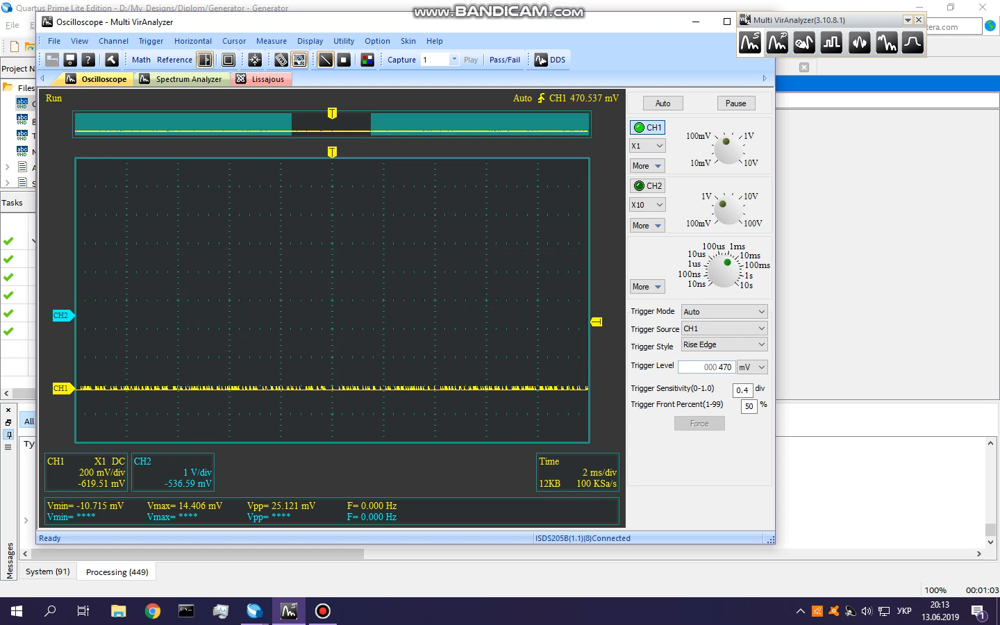 Quartus Prime Lite Edition - D:/My_Designs/Diplom/Generator - Generator
www.BANDICAM.com
File
Oscilloscope - Multi VirAnalyzer
Multi VirAnalyzer(3.10.8.1)
tera.com
File View Channel Trigger Horizontal Cursor Measure Display Utility Option Skin Help
Math Reference Capture 1 Play Pass/Fail DDS
Project Na
Oscilloscope Spectrum Analyzer Lissajous
Files
Run
Auto CH1 470.537 mV
Auto Pause
CH1
X1
More
100mV 1V
10mV 10V
CH2
X10
More
1V 10V
100mV 100V
100us 1ms
10us 10ms
1us 100ms
100ns 1s
10ns 10s
More
Tasks
CH2
CH1
Trigger Mode Auto
Trigger Source CH1
Trigger Style Rise Edge
Trigger Level 000 470 mV
Trigger Sensitivity(0-1.0) 0.4 div
Trigger Front Percent(1-99) 50 %
Force
CH1 X1 DC
200 mV/div
-619.51 mV
CH2
1 V/div
-536.59 mV
Time
2 ms/div
12KB 100 KSa/s
Vmin= -10.715 mV Vmax= 14.406 mV Vpp= 25.121 mV F= 0.000 Hz
Vmin= **** Vmax= **** Vpp= **** F= 0.000 Hz
Ready ISDS205B(1.1)(8)Connected
All
Ty
Messages
System (91) Processing (449)
100% 00:01:03
УКР
20:13
13.06.2019
1